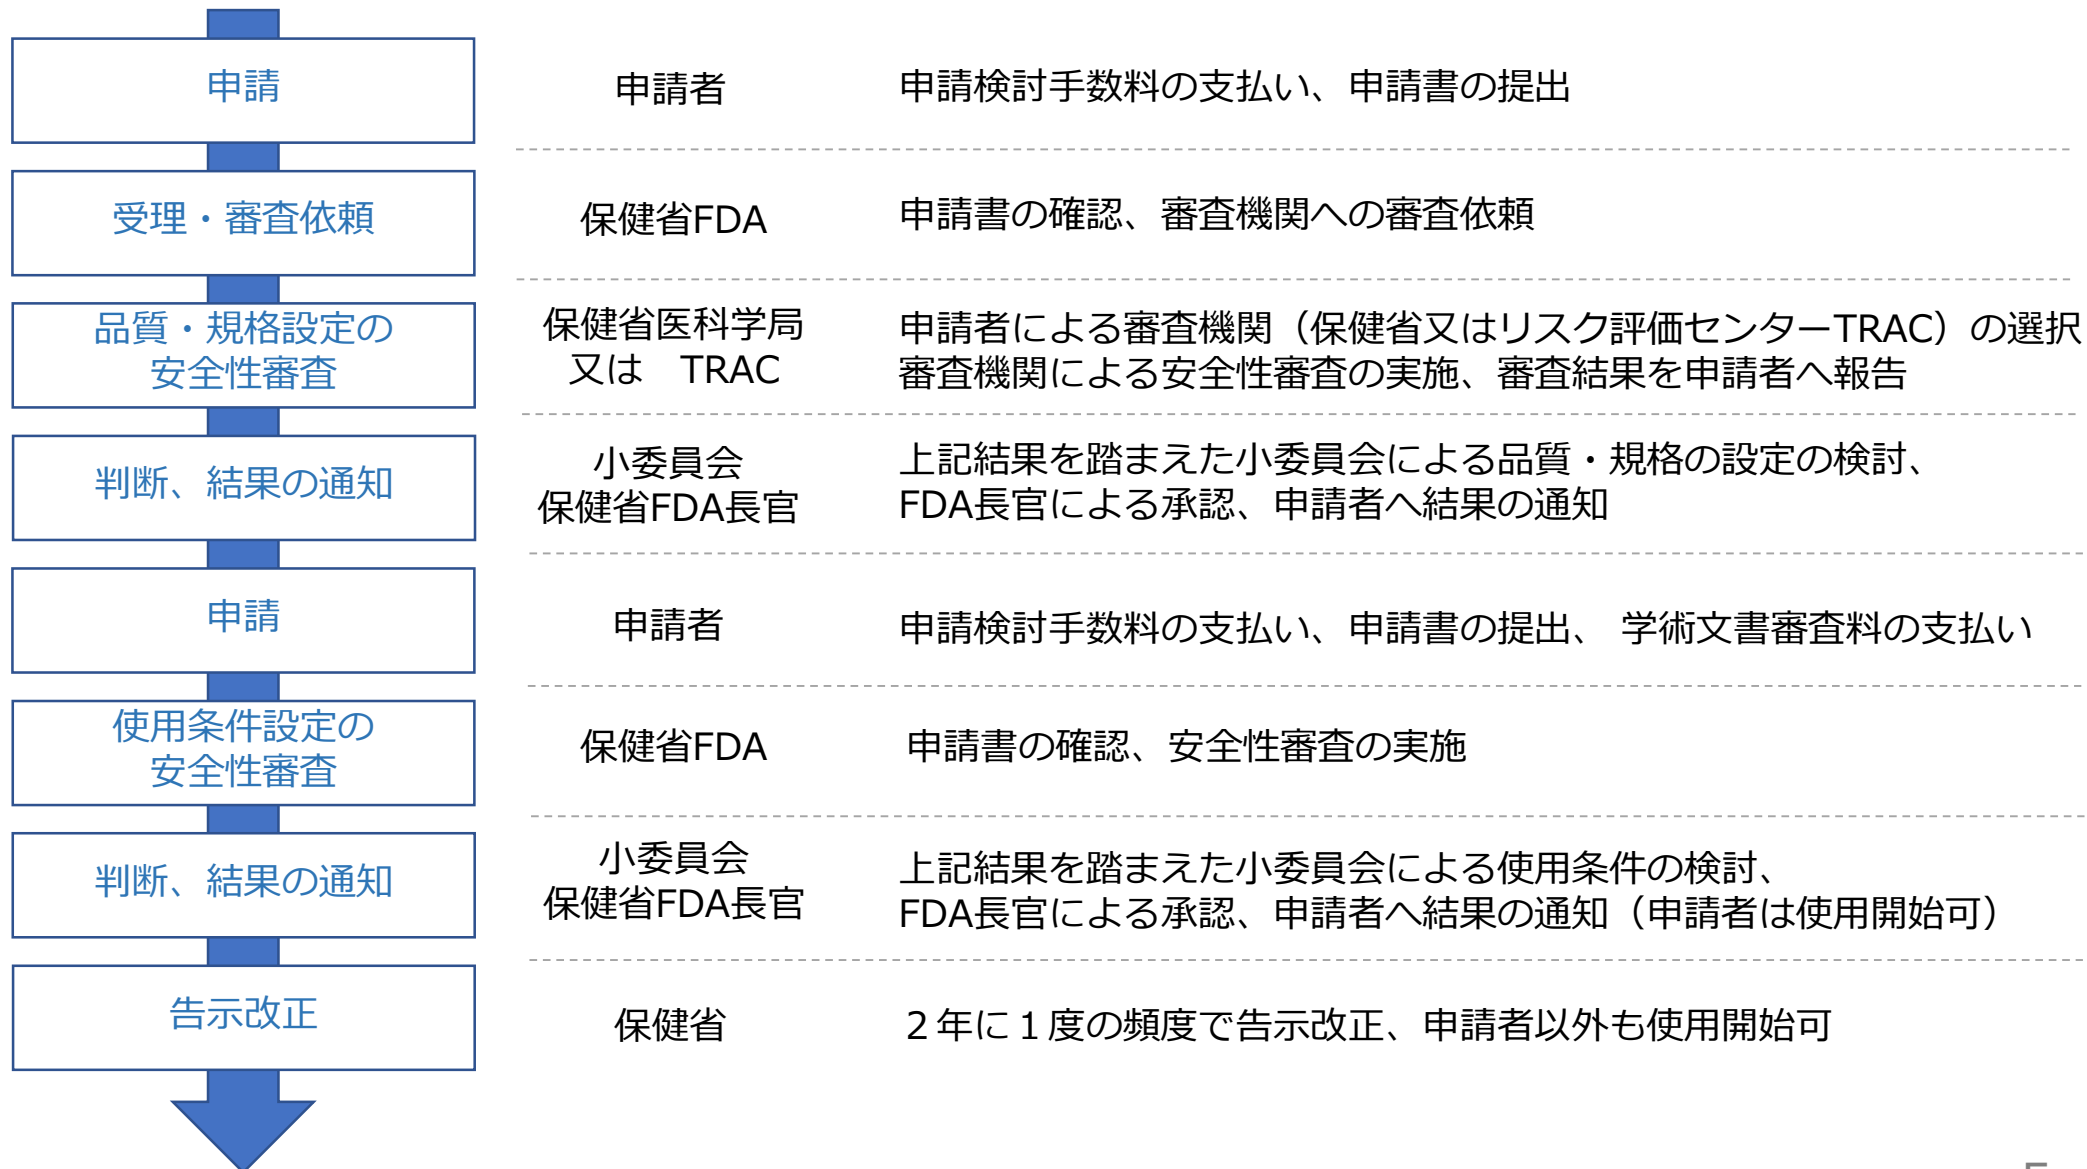 申請
申請者
申請検討手数料の支払い、申請書の提出
受理・審査依頼
保健省FDA
申請書の確認、審査機関への審査依頼
品質・規格設定の
安全性審査
保健省医科学局
又は　TRAC
申請者による審査機関（保健省又はリスク評価センターTRAC）の選択
審査機関による安全性審査の実施、審査結果を申請者へ報告
判断、結果の通知
小委員会
保健省FDA長官
上記結果を踏まえた小委員会による品質・規格の設定の検討、
FDA長官による承認、申請者へ結果の通知
申請
申請者
申請検討手数料の支払い、申請書の提出、 学術文書審査料の支払い
使用条件設定の
安全性審査
保健省FDA
申請書の確認、安全性審査の実施
判断、結果の通知
小委員会
保健省FDA長官
上記結果を踏まえた小委員会による使用条件の検討、
FDA長官による承認、申請者へ結果の通知（申請者は使用開始可）
告示改正
保健省
２年に１度の頻度で告示改正、申請者以外も使用開始可